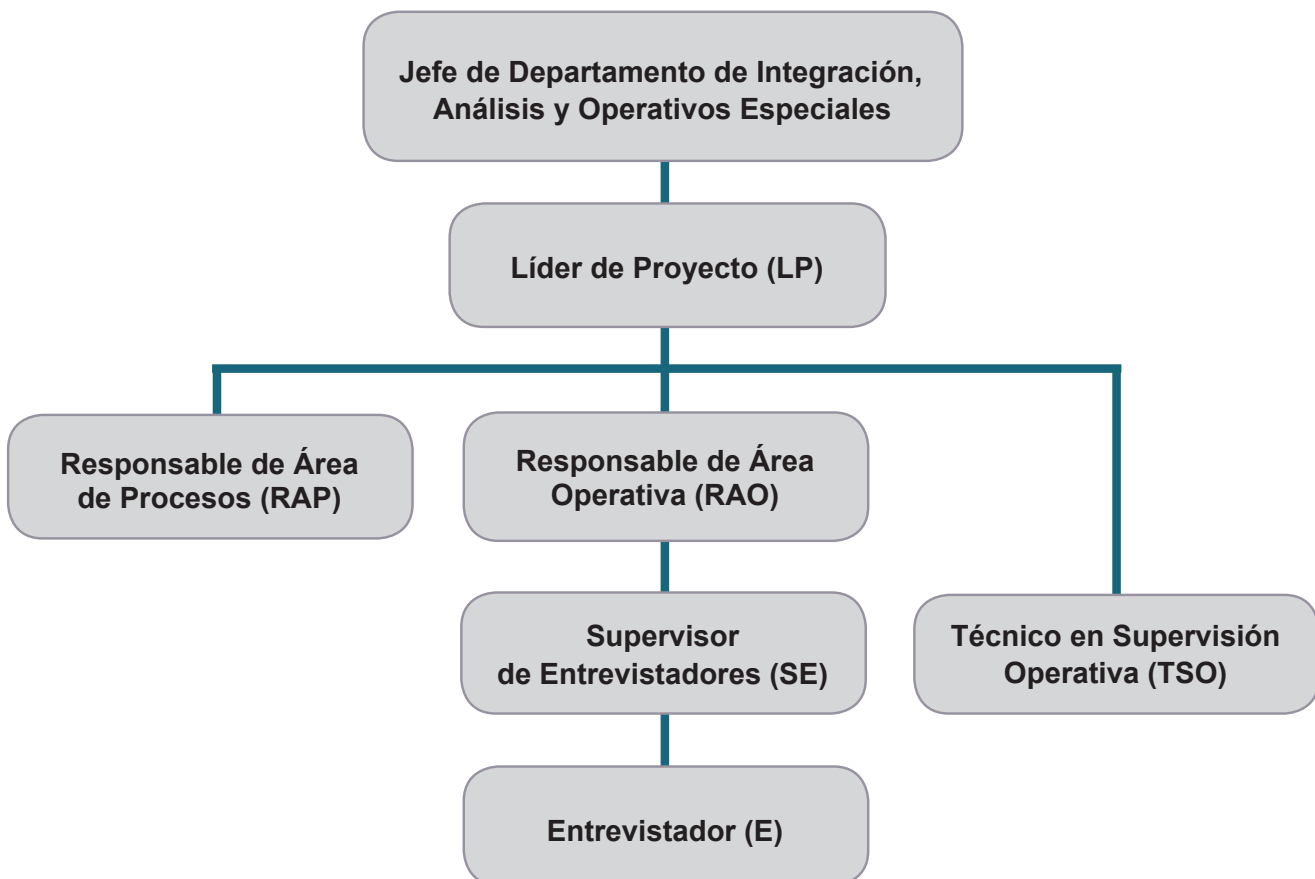 Jefe de Departamento de Integración,
Análisis y Operativos Especiales
Líder de Proyecto (LP)
Responsable de Área
de Procesos (RAP)
Responsable de Área
Operativa (RAO)
Supervisor
de Entrevistadores (SE)
Técnico en Supervisión
Operativa (TSO)
Entrevistador (E)